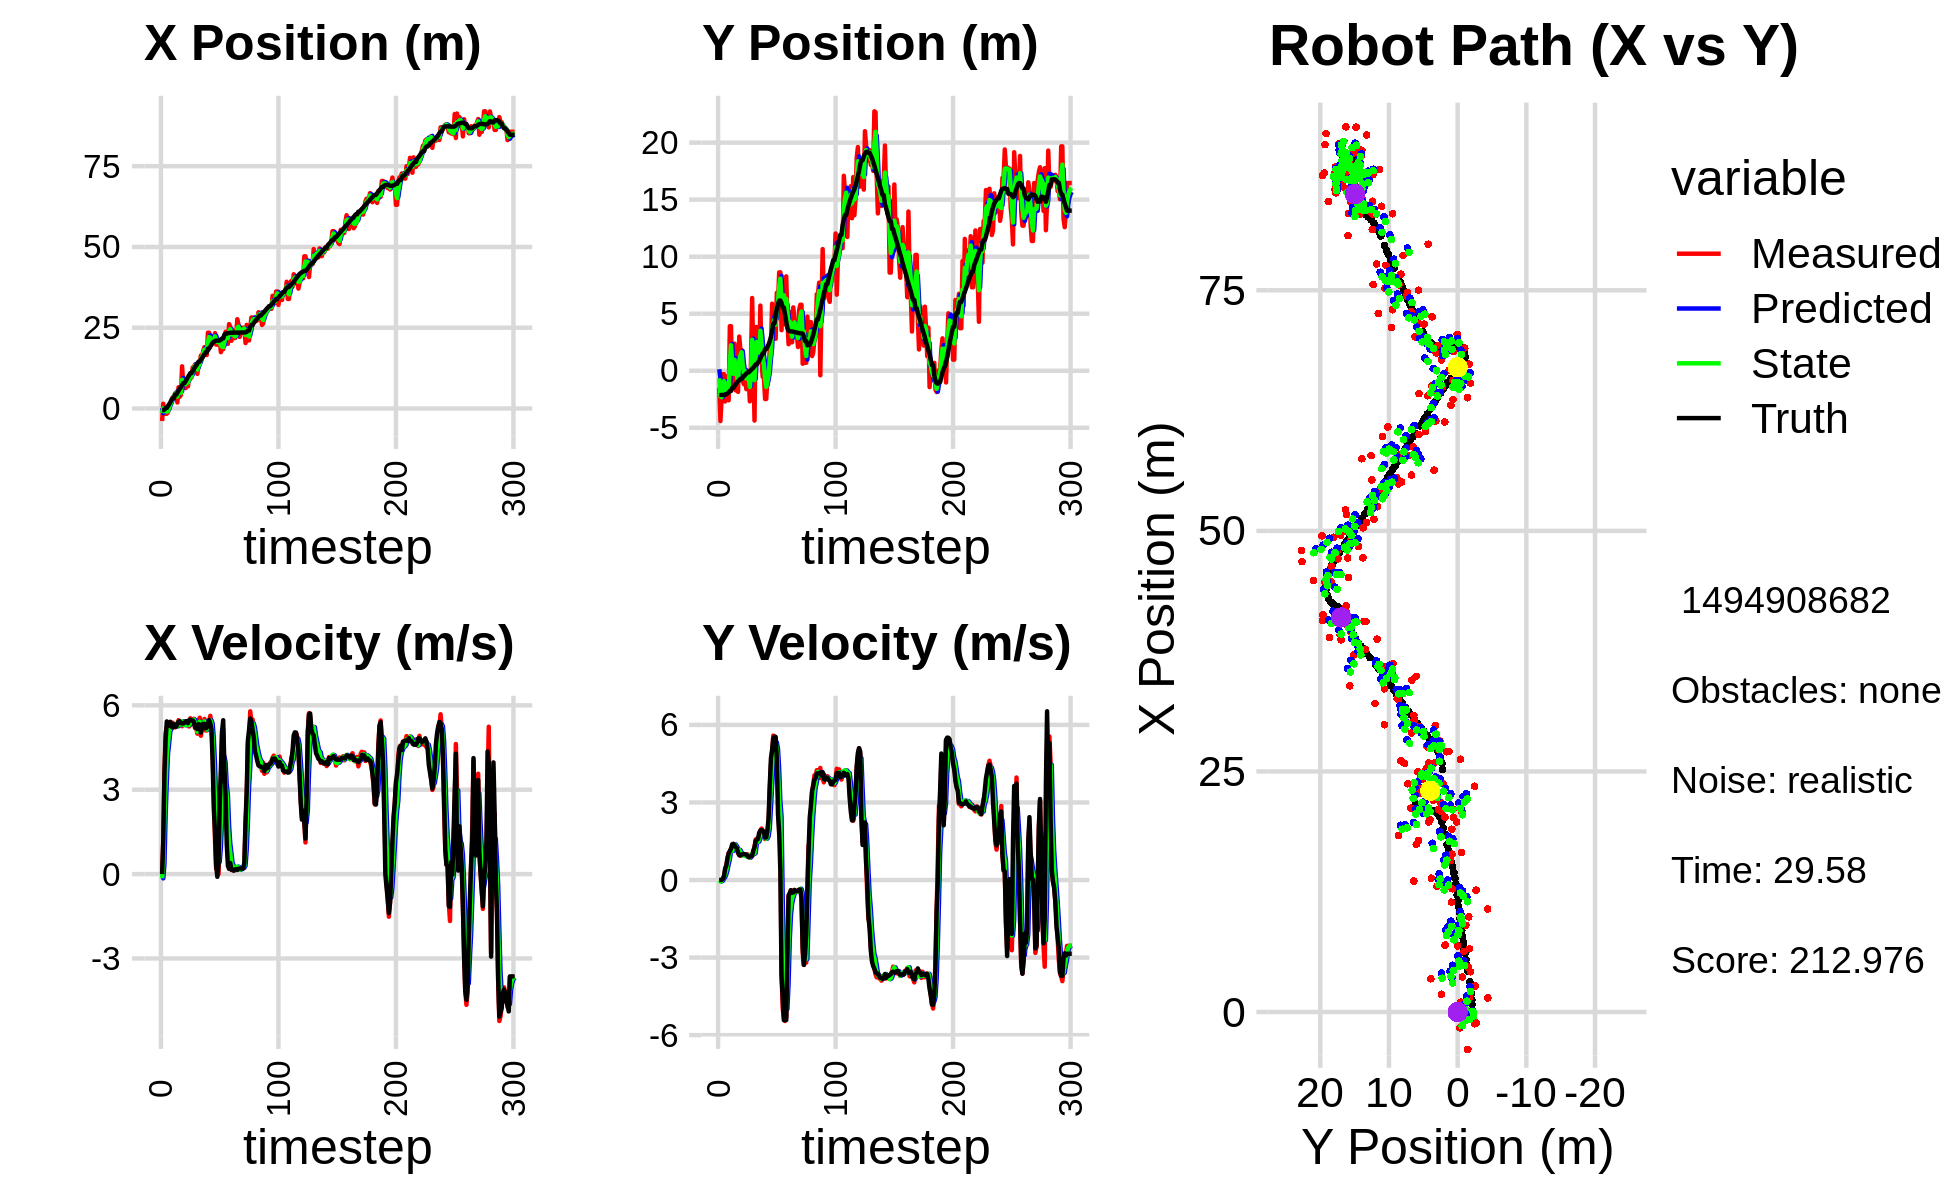 X Position (m)
75
50
25
0
0
100
200
300
timestep
Y Position (m)
20
15
10
5
0
-5
0
100
200
300
timestep
X Velocity (m/s)
6
3
0
-3
0
100
200
300
timestep
Y Velocity (m/s)
6
3
0
-3
-6
0
100
200
300
timestep
Robot Path (X vs Y)
X Position (m)
75
50
25
0
20 10 0 -10 -20
Y Position (m)
variable
Measured
Predicted
State
Truth
1494908682
Obstacles: none
Noise: realistic
Time: 29.58
Score: 212.976